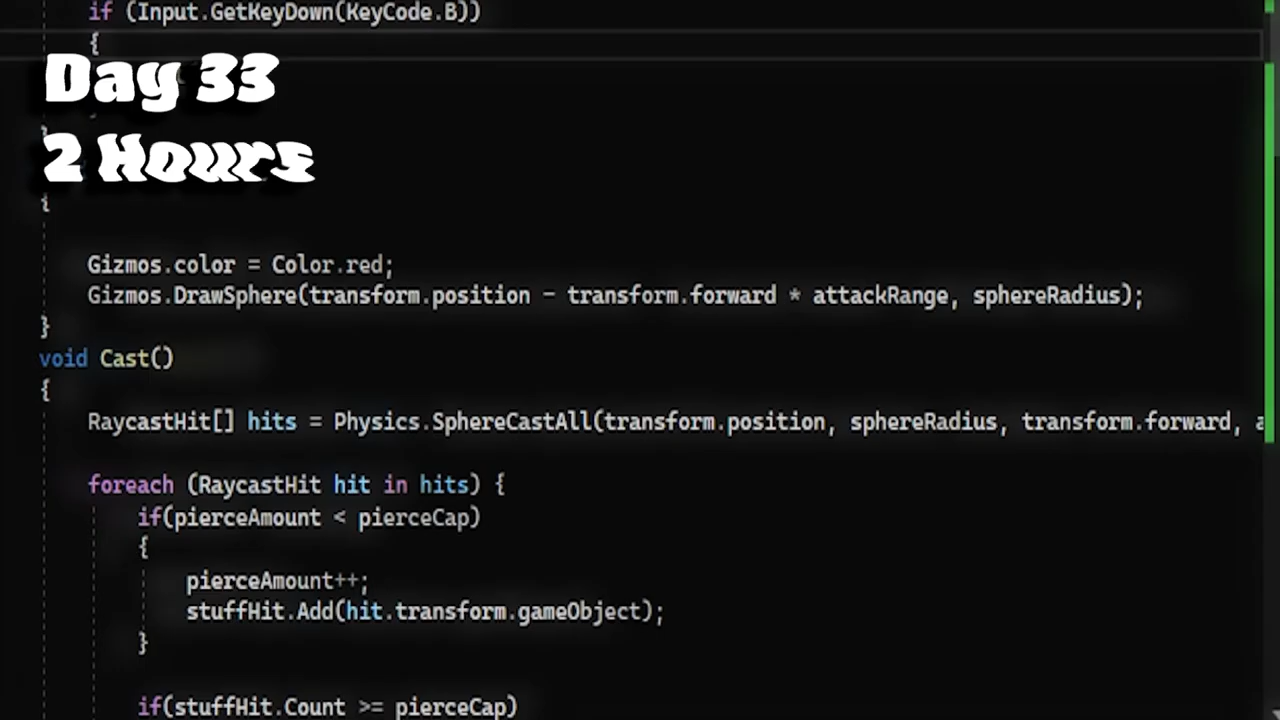 if (Input.GetKeyDown(KeyCode.B))
{
Day 33
}
2 Hours
{
Gizmos.color = Color.red;
Gizmos.DrawSphere(transform.position - transform.forward * attackRange, sphereRadius);
}
void Cast()
{
RaycastHit[] hits = Physics.SphereCastAll(transform.position, sphereRadius, transform.forward, a
foreach (RaycastHit hit in hits) {
if(pierceAmount < pierceCap)
{
pierceAmount++;
stuffHit.Add(hit.transform.gameObject);
}
if(stuffHit.Count >= pierceCap)